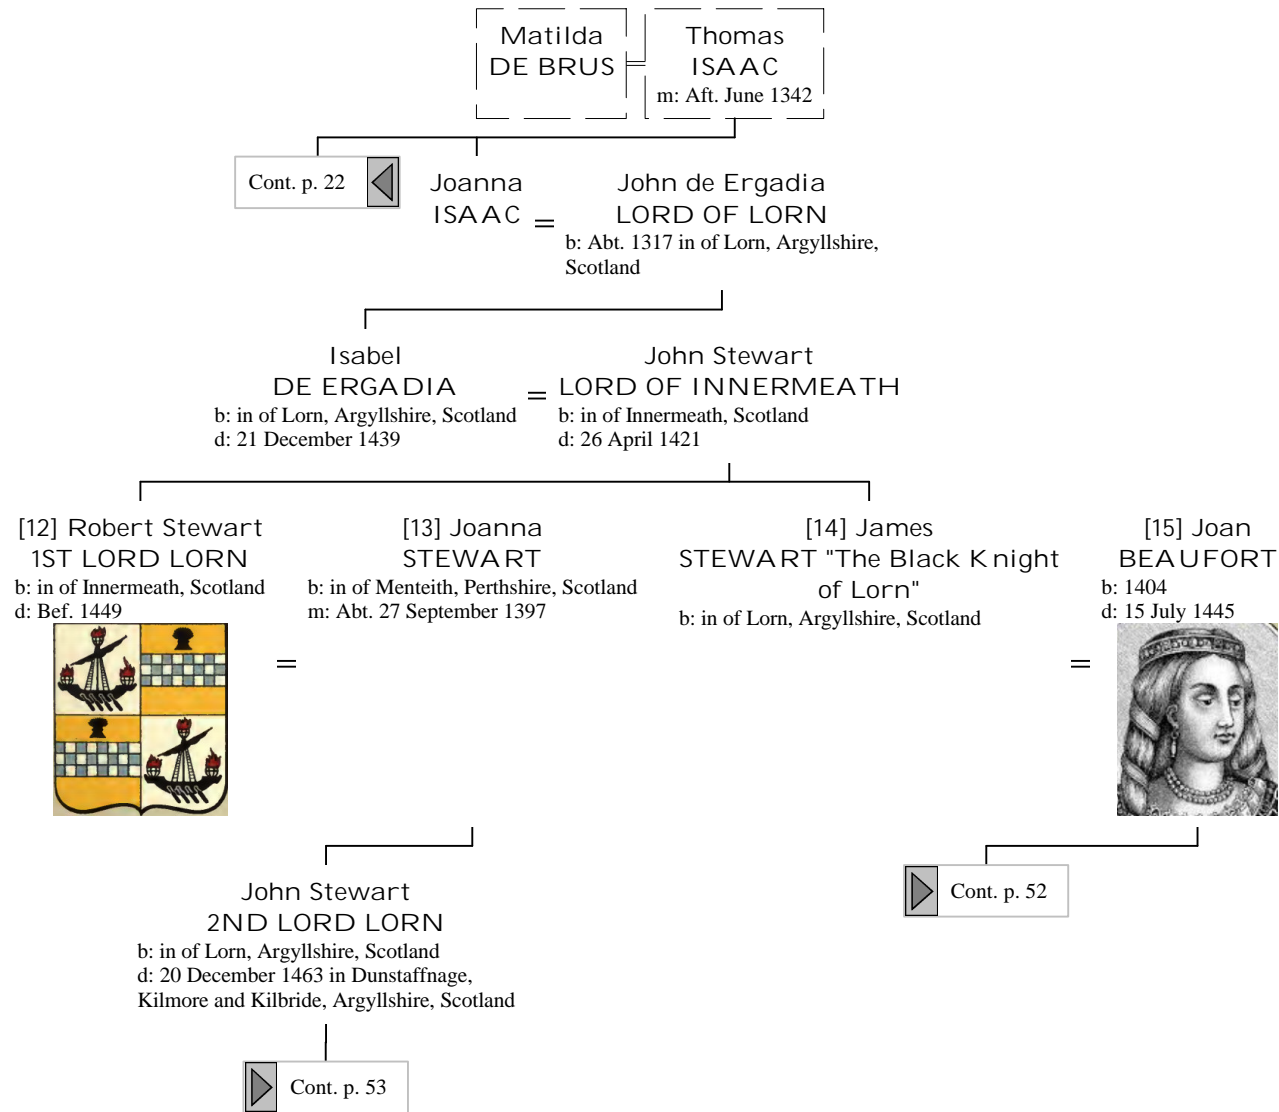 Matilda
DE BRUS
Thomas
ISAAC
m: Aft. June 1342
Cont. p. 22
Joanna
ISAAC
=
John de Ergadia
LORD OF LORN
b: Abt. 1317 in of Lorn, Argyllshire,
Scotland
Isabel
DE ERGADIA
b: in of Lorn, Argyllshire, Scotland
d: 21 December 1439
=
John Stewart
LORD OF INNERMEATH
b: in of Innermeath, Scotland
d: 26 April 1421
[12] Robert Stewart
1ST LORD LORN
b: in of Innermeath, Scotland
d: Bef. 1449
=
[13] Joanna
STEWART
b: in of Menteith, Perthshire, Scotland
m: Abt. 27 September 1397
[14] James
STEWART "The Black Knight
of Lorn"
b: in of Lorn, Argyllshire, Scotland
=
[15] Joan
BEAUFORT
b: 1404
d: 15 July 1445
John Stewart
2ND LORD LORN
b: in of Lorn, Argyllshire, Scotland
d: 20 December 1463 in Dunstaffnage,
Kilmore and Kilbride, Argyllshire, Scotland
Cont. p. 52
Cont. p. 53